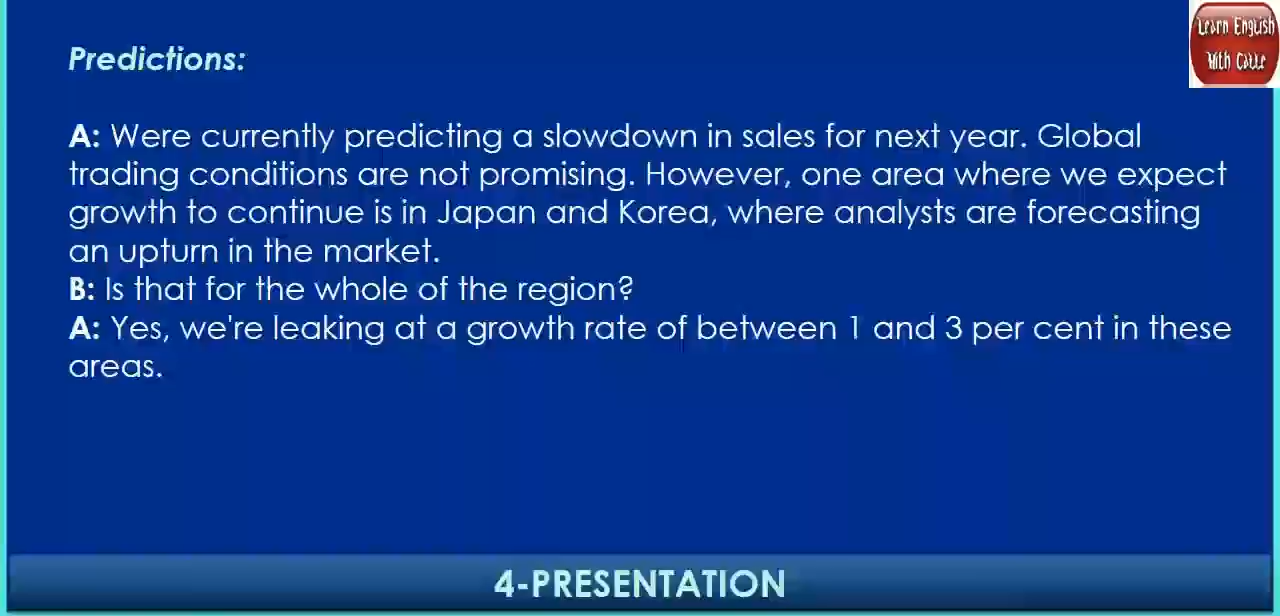 Learn English
With Cattr
Predictions:
A: Were currently predicting a slowdown in sales for next year. Global
trading conditions are not promising. However, one area where we expect
growth to continue is in Japan and Korea, where analysts are forecasting
an upturn in the market.
B: Is that for the whole of the region?
A: Yes, we're leaking at a growth rate of between 1 and 3 per cent in these
areas.
4-PRESENTATION